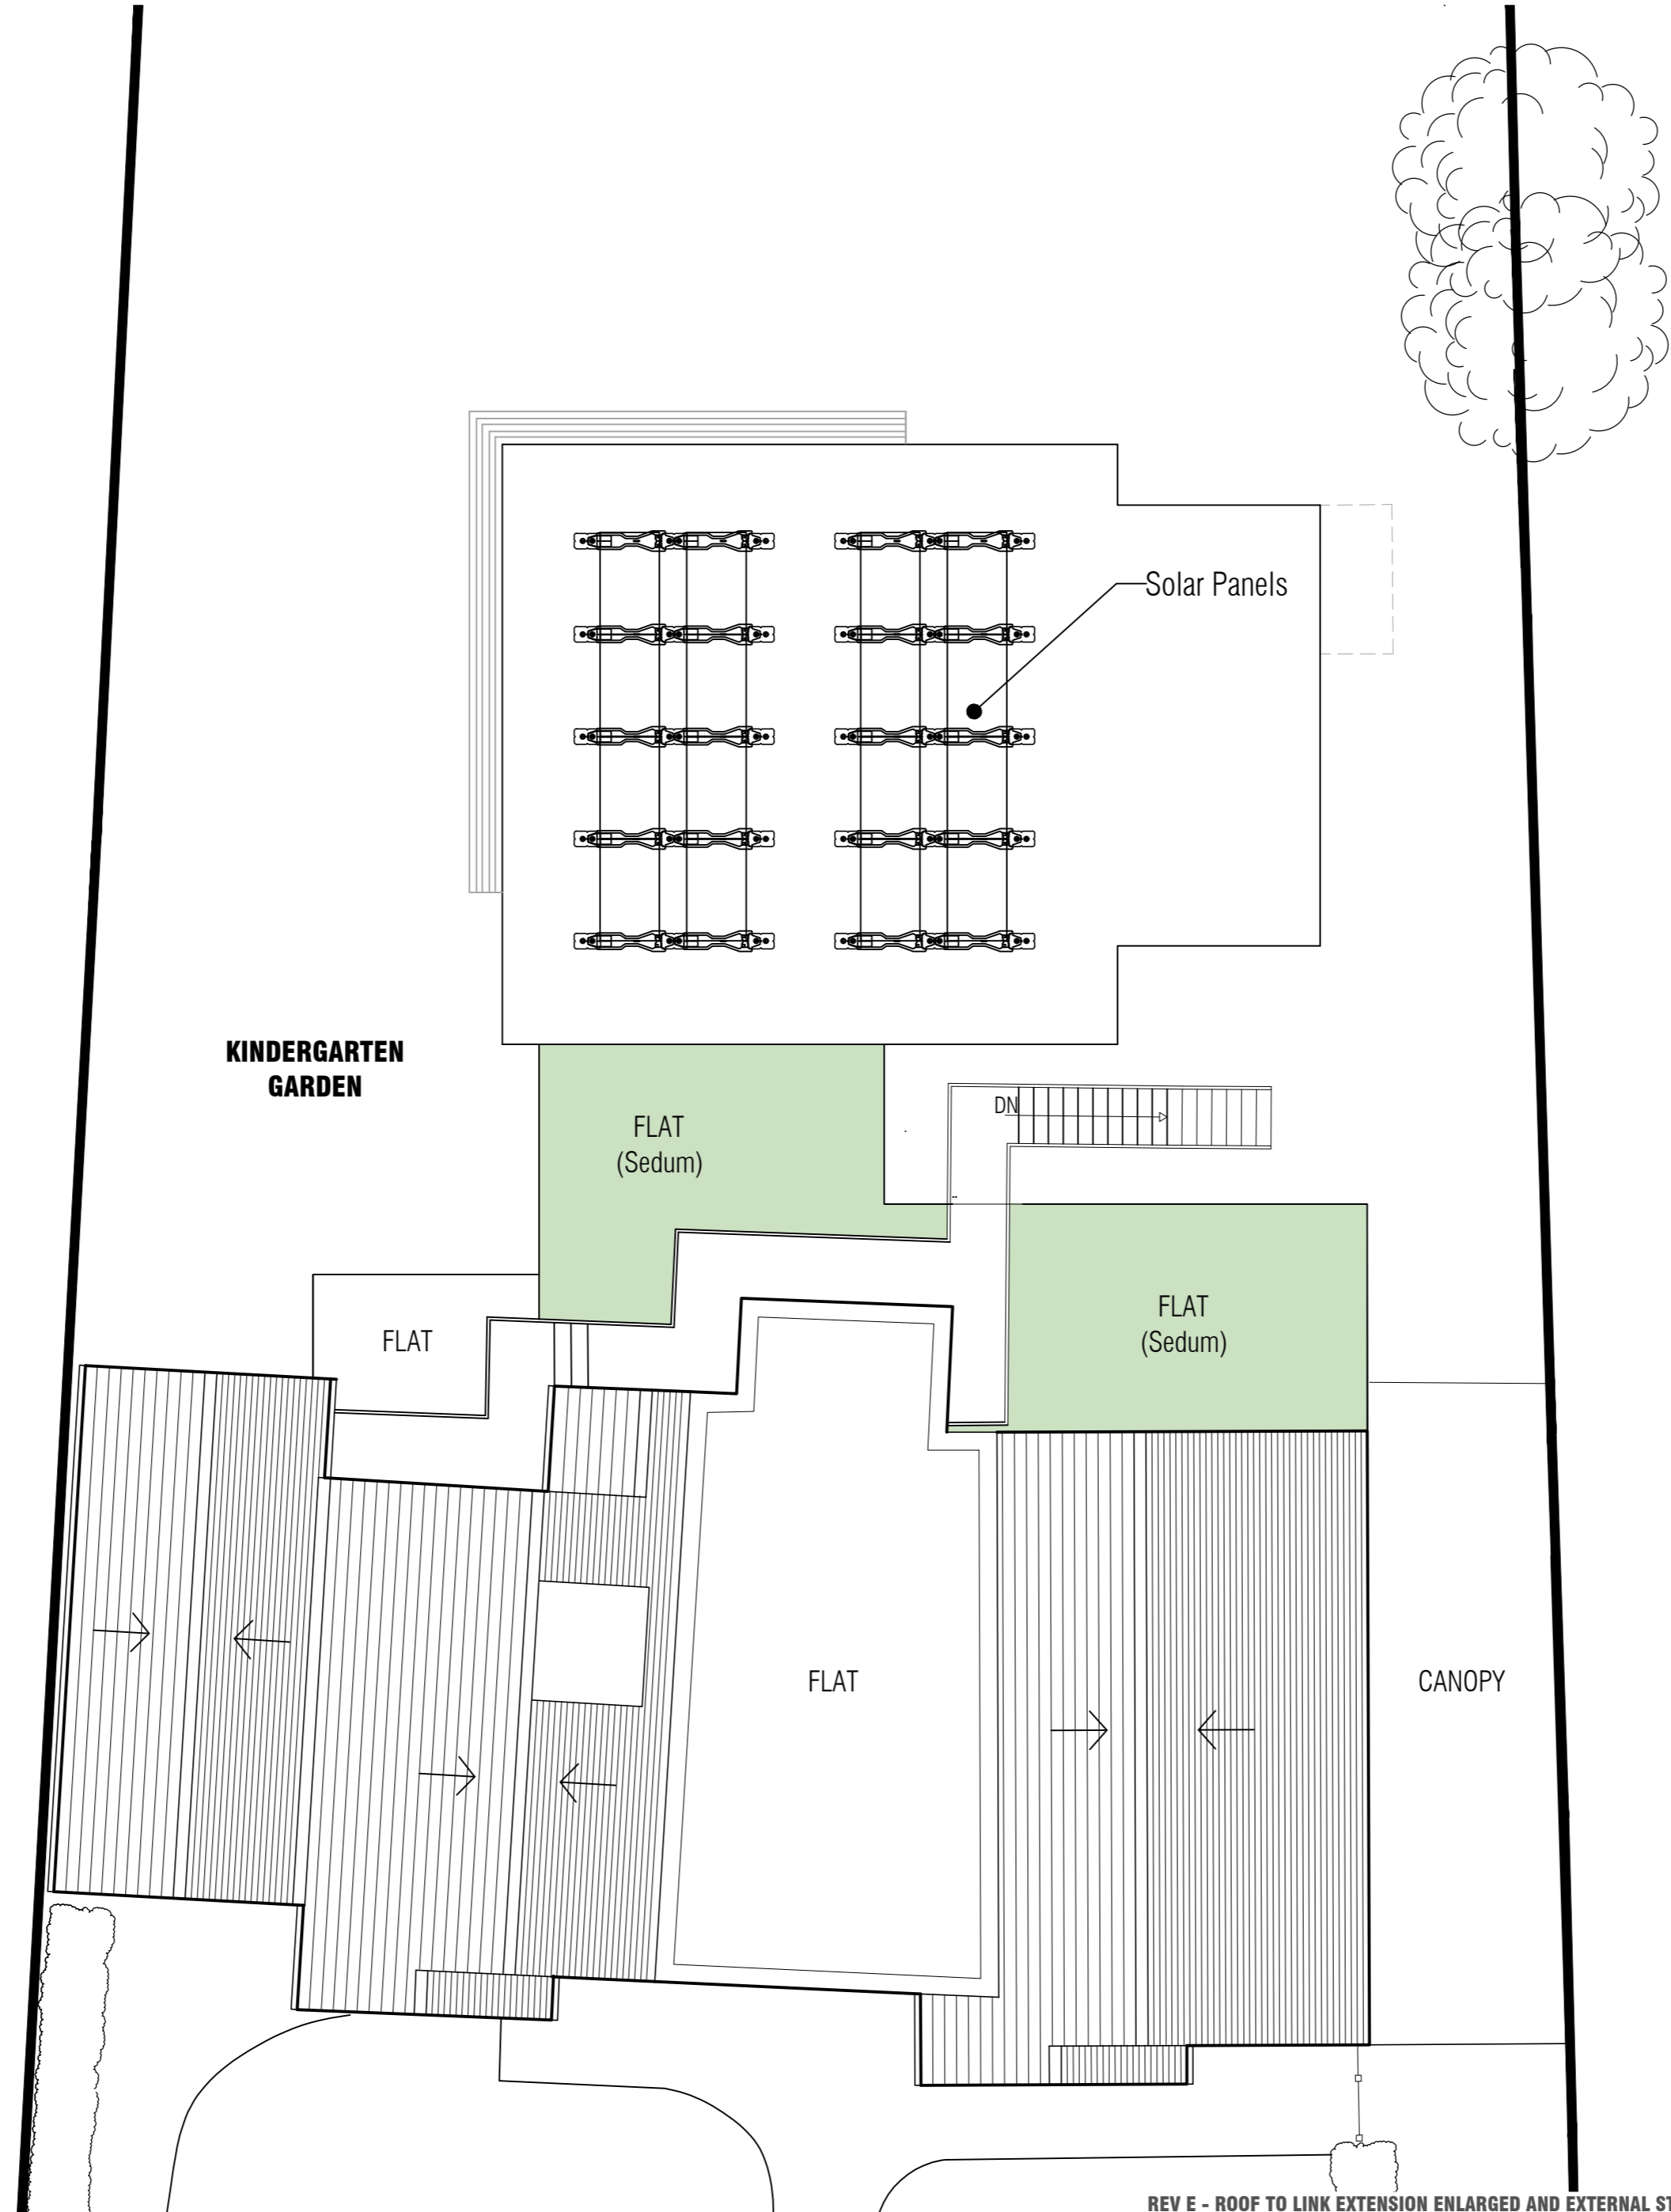 Solar Panels
KINDERGARTEN
GARDEN
DN
FLAT
(Sedum)
FLAT
(Sedum)
FLAT
FLAT
CANOPY
REV E - ROOF TO LINK EXTENSION ENLARGED AND EXTERNAL